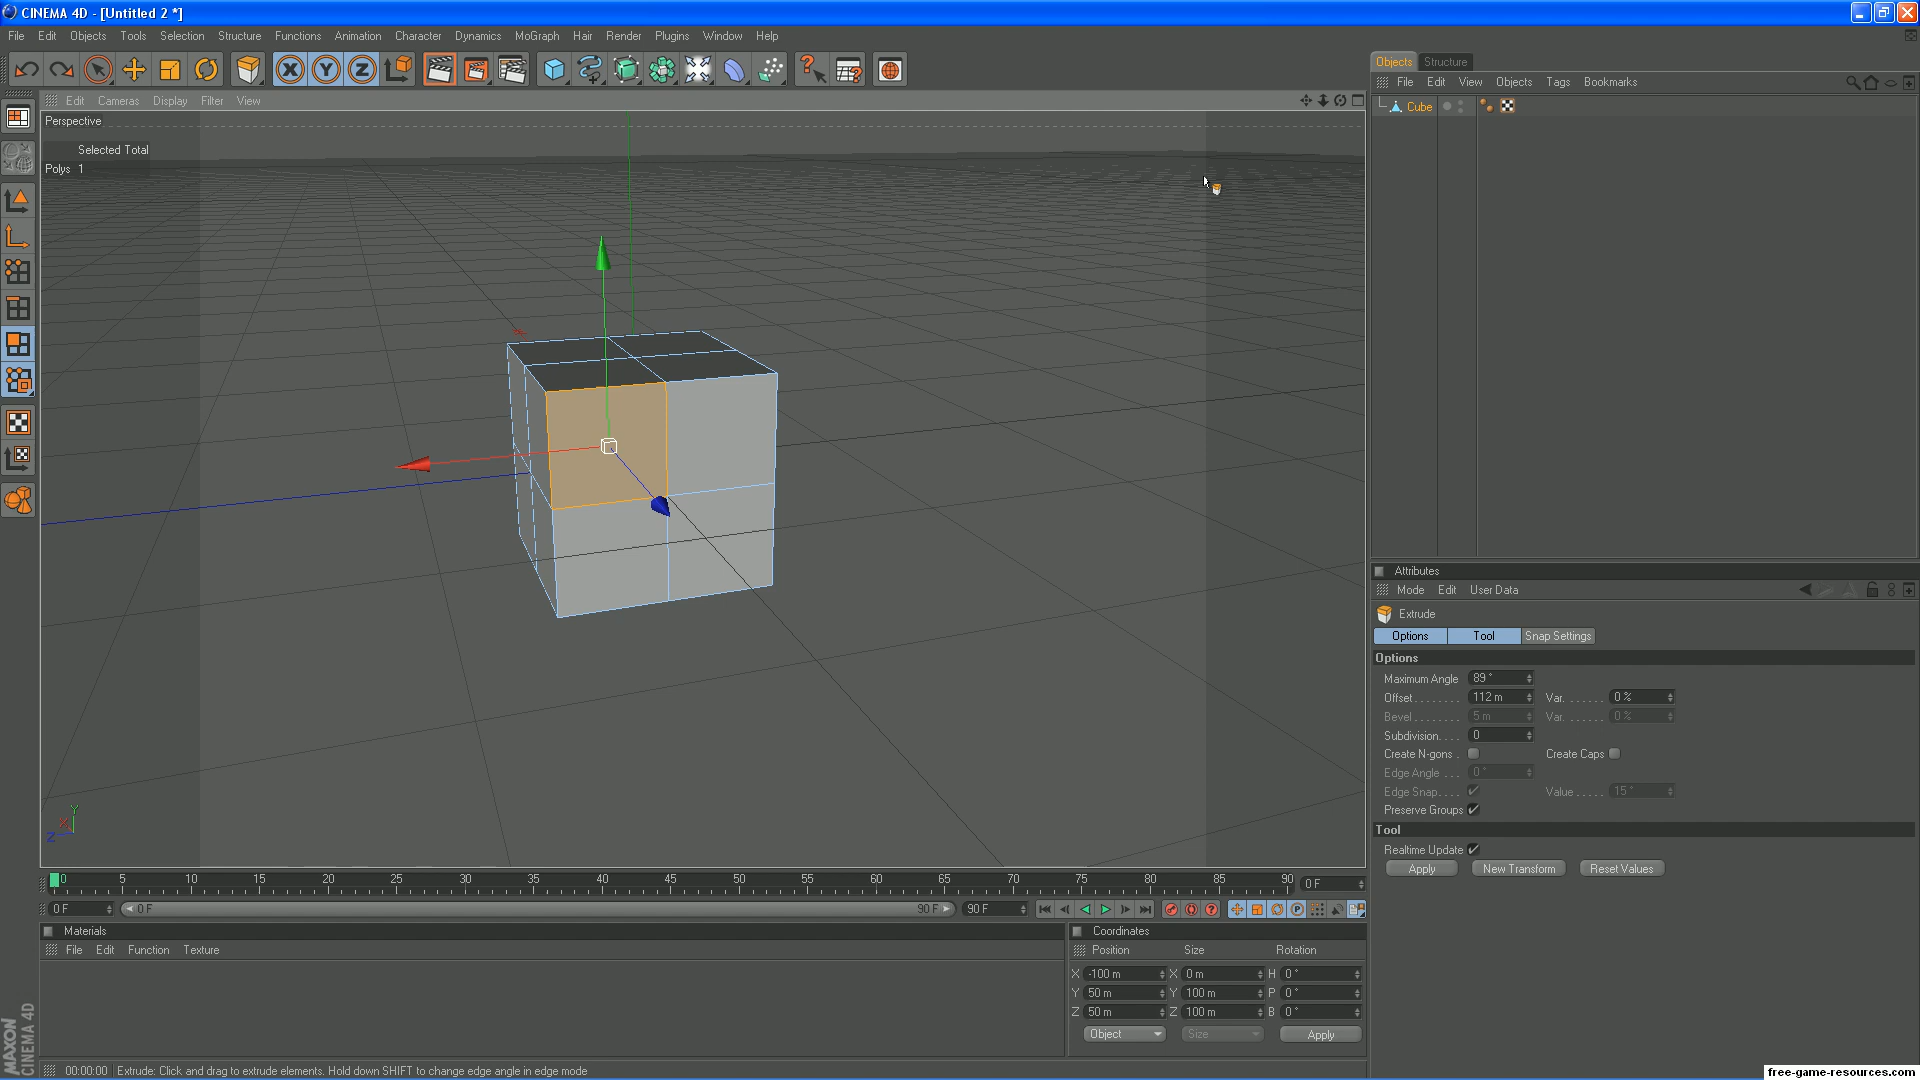 CINEMA 4D - [Untitled 2 *]
File Edit Objects Tools Selection Structure Functions Animation Character Dynamics MoGraph Hair Render Plugins Window Help
X Y Z
Edit Cameras Display Filter View
Perspective
Selected Total
Polys 1
Y
X
Z
0 5 10 15 20 25 30 35 40 45 50 55 60 65 70 75 80 85 90
0 F
0 F 0 F 90 F 90 F
Materials
File Edit Function Texture
Coordinates
Position Size Rotation
X -100 m X 0 m H 0 °
Y 50 m Y 100 m P 0 °
Z 50 m Z 100 m B 0 °
Object Size Apply
MAXON
CINEMA 4D
00:00:00 Extrude: Click and drag to extrude elements. Hold down SHIFT to change edge angle in edge mode
Objects Structure
File Edit View Objects Tags Bookmarks
Cube
Attributes
Mode Edit User Data
Extrude
Options Tool Snap Settings
Options
Maximum Angle 89 °
Offset 112 m Var. 0 %
Bevel 5 m Var. 0 %
Subdivision 0
Create N-gons Create Caps
Edge Angle 0 °
Edge Snap Value 15 °
Preserve Groups
Tool
Realtime Update
Apply New Transform Reset Values
free-game-resources.com